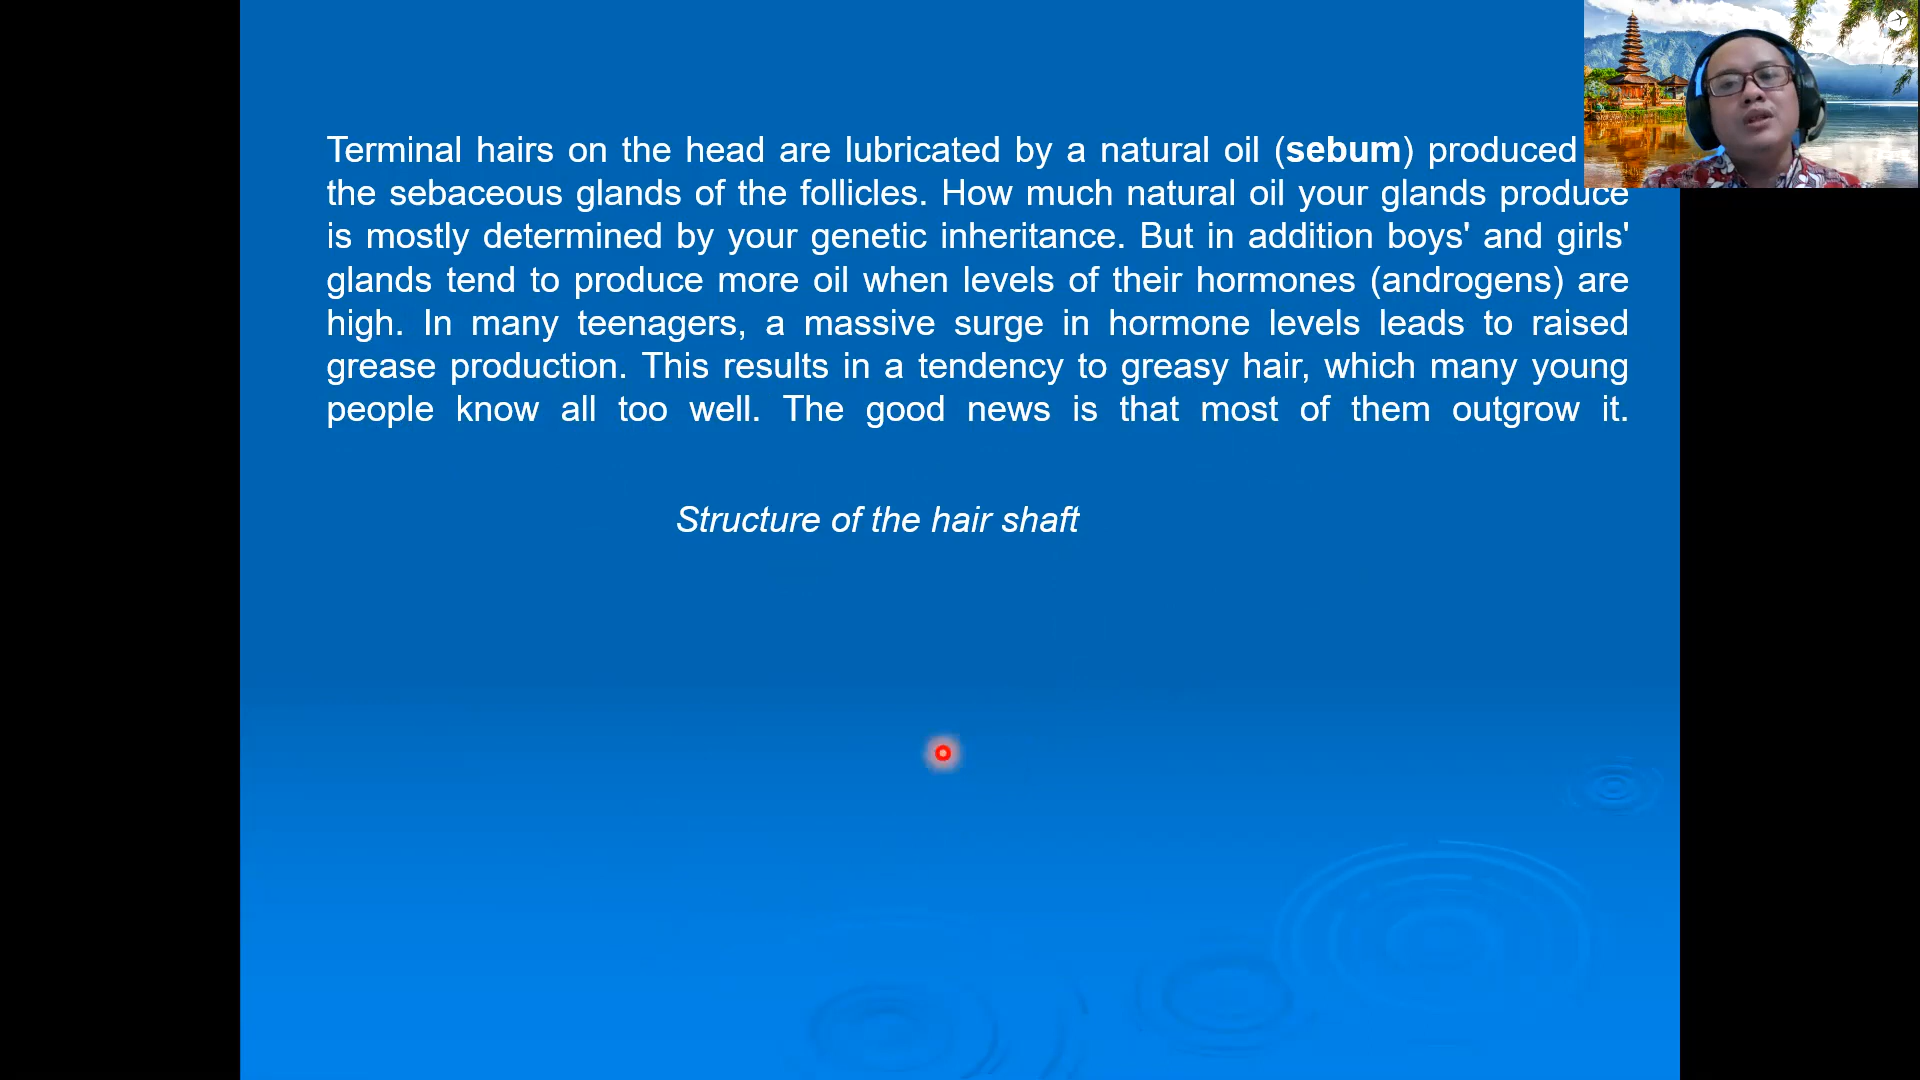 Terminal hairs on the head are lubricated by a natural oil (sebum) produced
the sebaceous glands of the follicles. How much natural oil your glands produce
is mostly determined by your genetic inheritance. But in addition boys' and girls'
glands tend to produce more oil when levels of their hormones (androgens) are
high. In many teenagers, a massive surge in hormone levels leads to raised
grease production. This results in a tendency to greasy hair, which many young
people know all too well. The good news is that most of them outgrow it.
Structure of the hair shaft